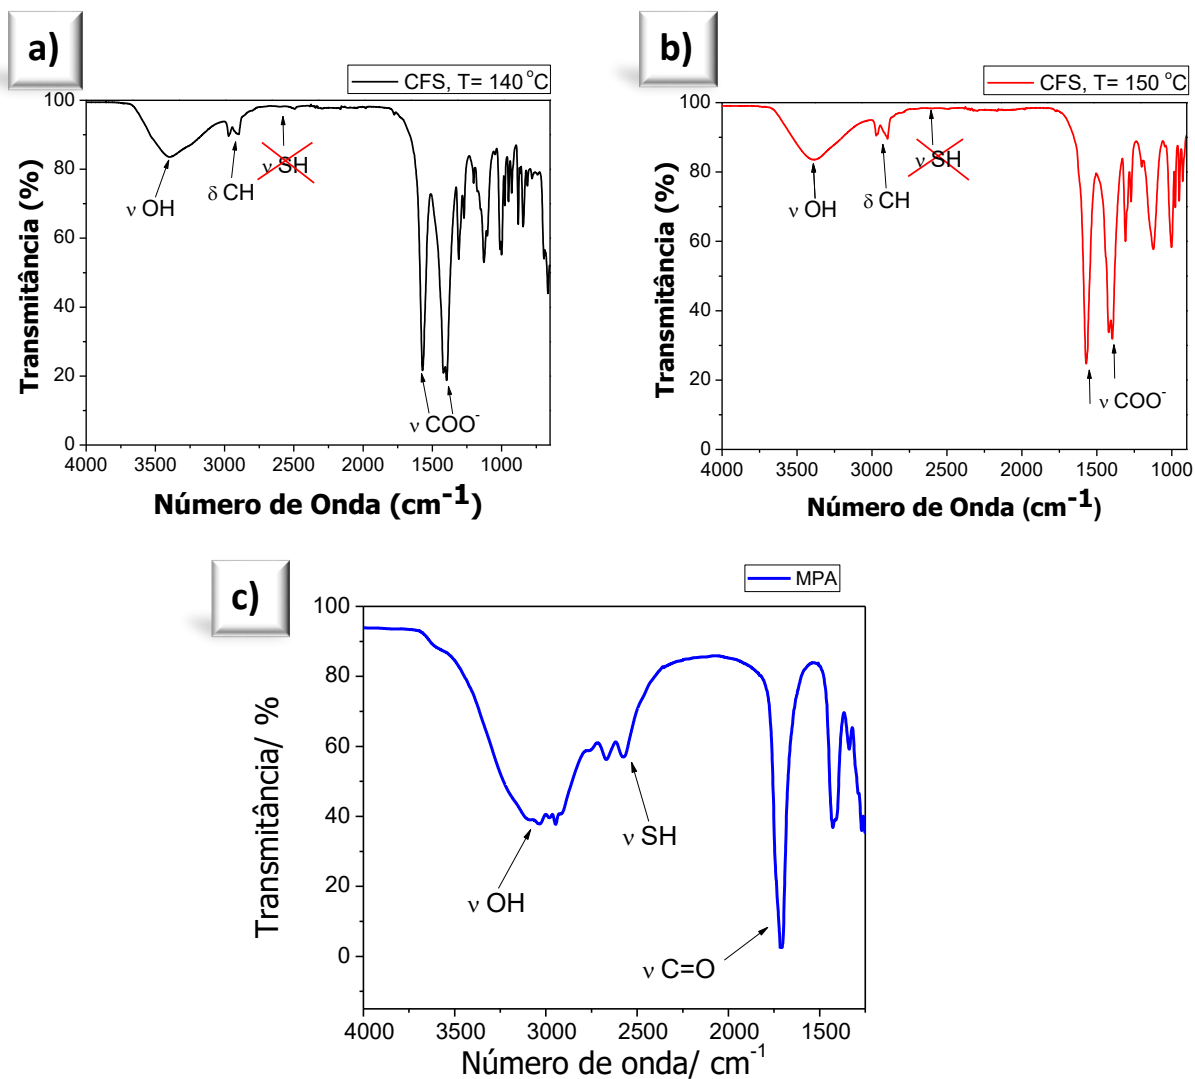 a)
CFS, T= 140 °C
100
80
60
40
20
0
Transmitância (%)
ν OH
δ CH
ν SH
ν COO⁻
4000 3500 3000 2500 2000 1500 1000
Número de Onda (cm⁻¹)
b)
CFS, T= 150 °C
100
80
60
40
20
0
Transmitância (%)
ν OH
δ CH
ν SH
ν COO⁻
4000 3500 3000 2500 2000 1500 1000
Número de Onda (cm⁻¹)
c)
MPA
100
80
60
40
20
0
Transmitância/ %
ν OH
ν SH
ν C=O
4000 3500 3000 2500 2000 1500
Número de onda/ cm⁻¹